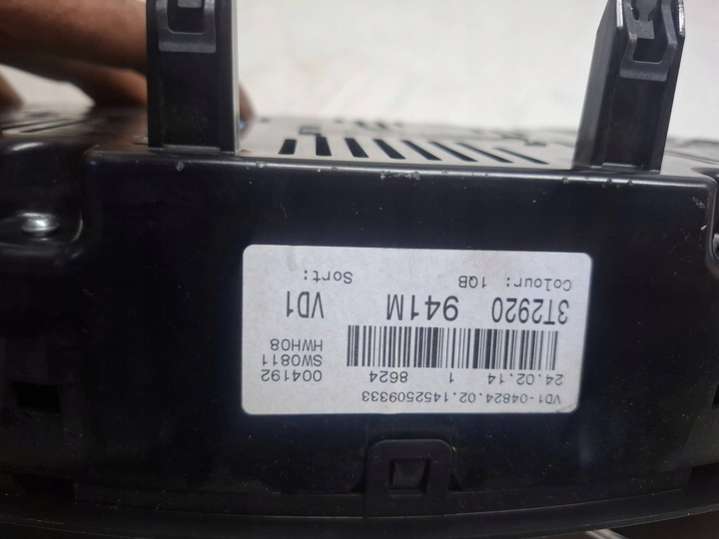 VD1-04824.02.1452509333
24.02.14 1 8624 004192
SW0811
HWH08
3T2920 941M VD1
Colour: 1QB Sort: